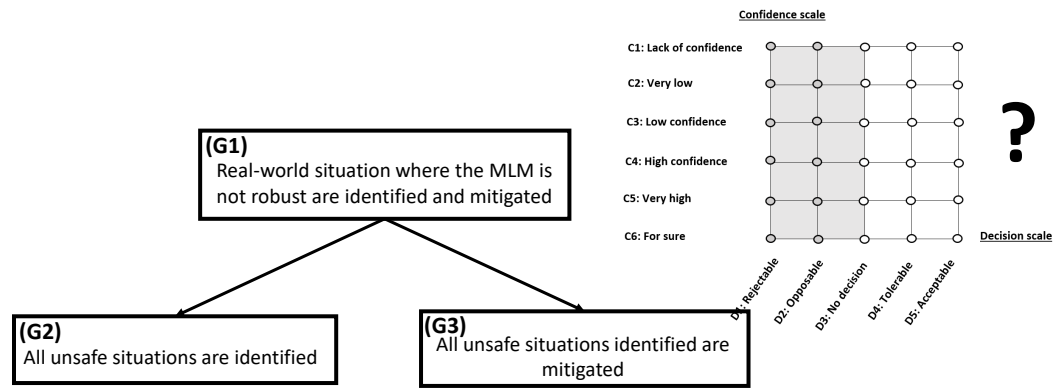 Confidence scale
C1: Lack of confidence
C2: Very low
C3: Low confidence
C4: High confidence
C5: Very high
C6: For sure
?
Decision scale
D1: Rejectable
D2: Opposable
D3: No decision
D4: Tolerable
D5: Acceptable
(G1)
Real-world situation where the MLM is
not robust are identified and mitigated
(G2)
All unsafe situations are identified
(G3)
All unsafe situations identified are
mitigated